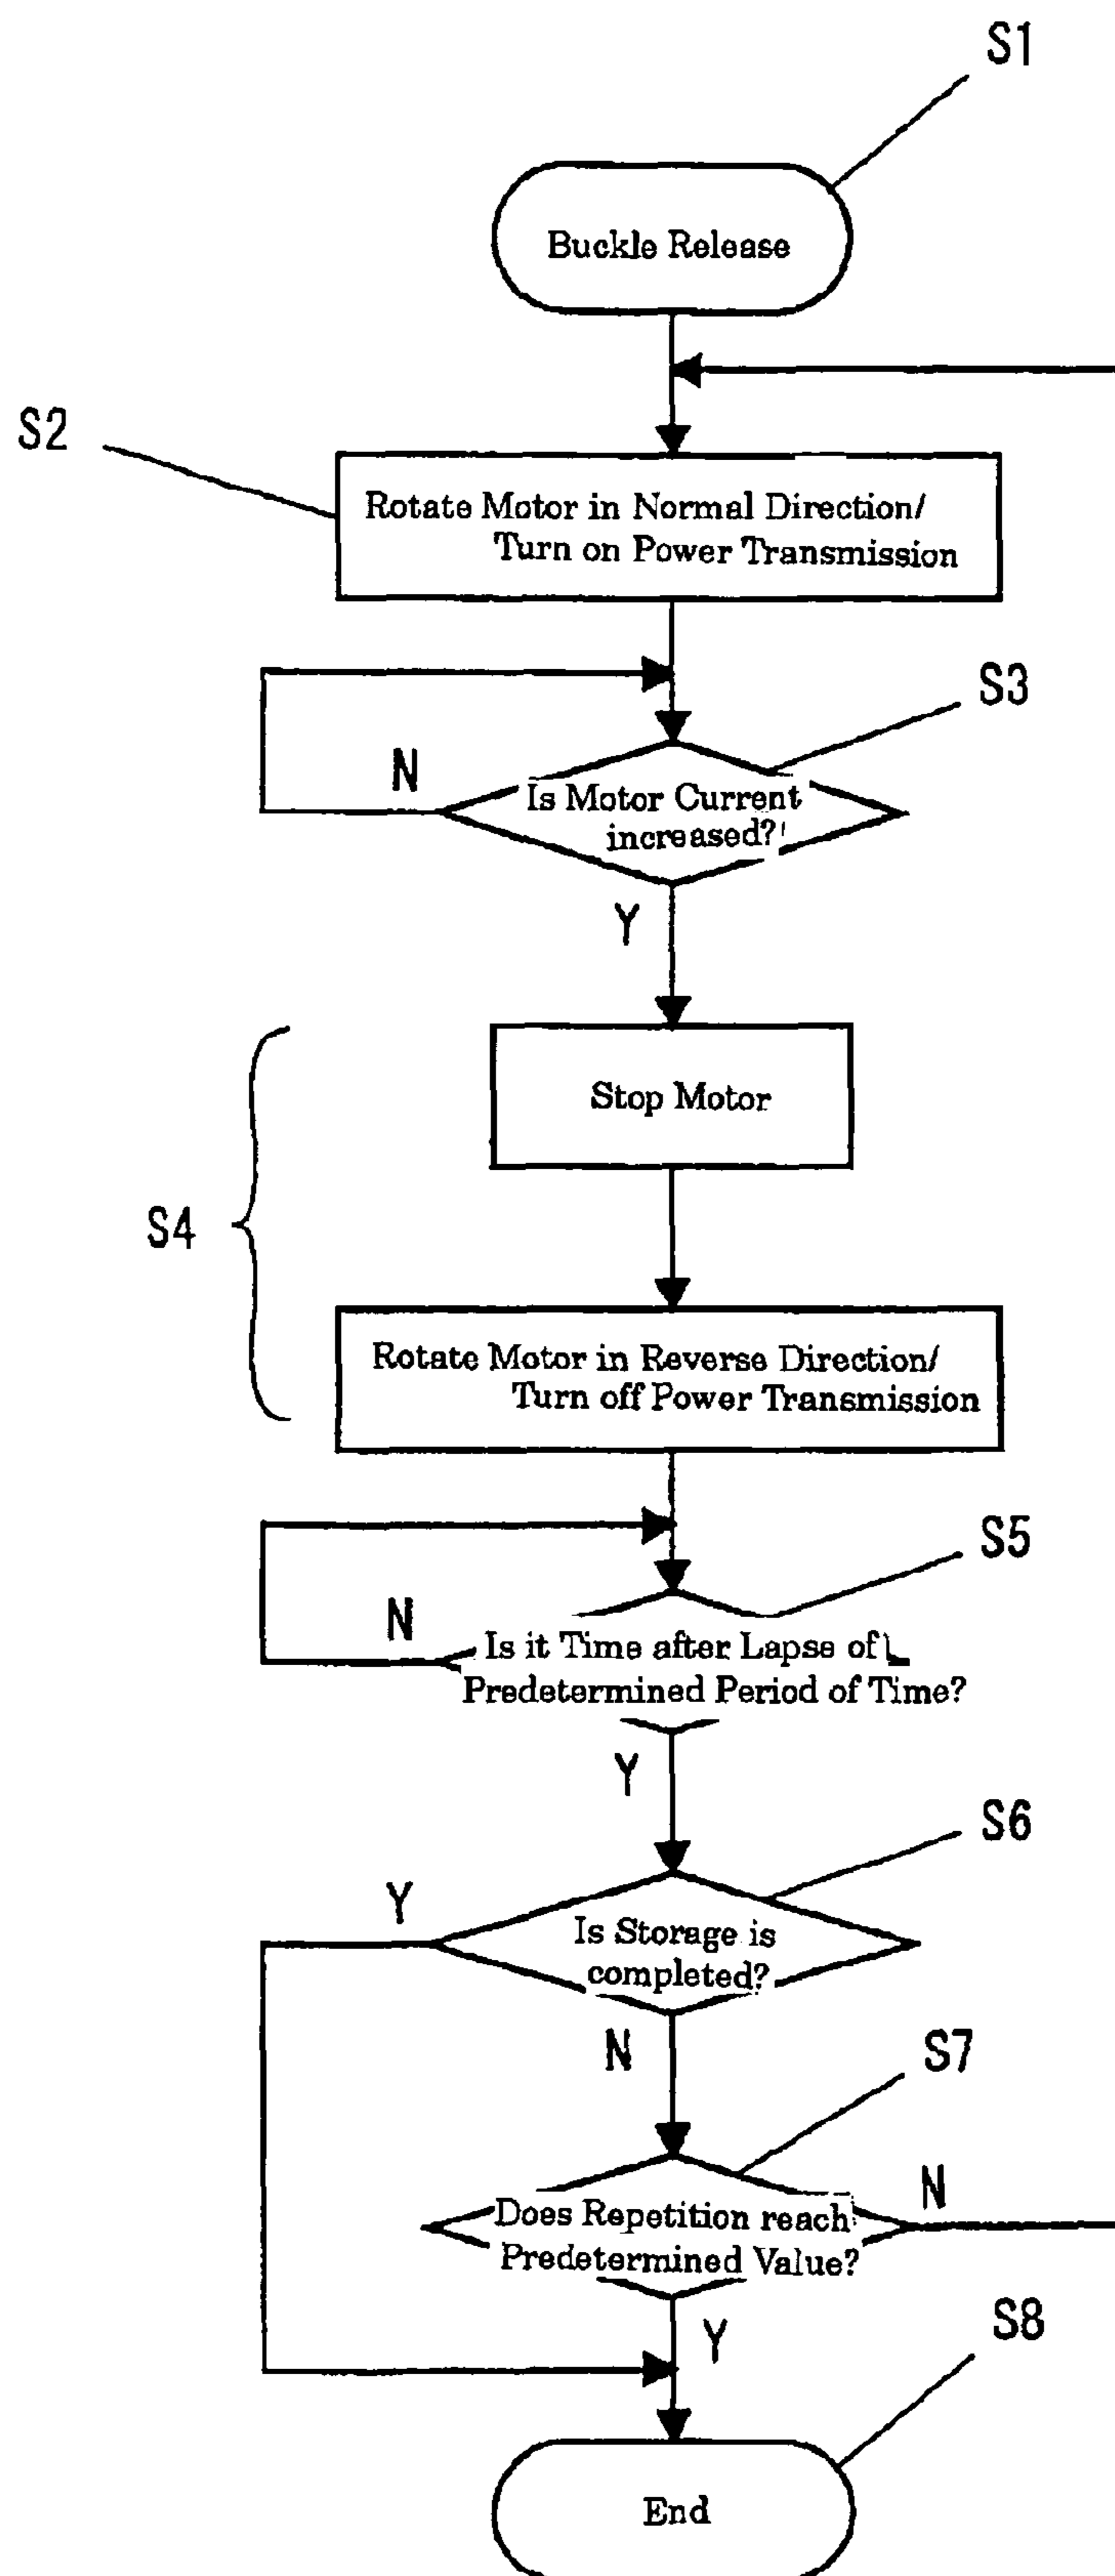 S1
Buckle Release
S2
Rotate Motor in Normal Direction/
Turn on Power Transmission
S3
N
Is Motor Current
increased?
Y
Stop Motor
S4
Rotate Motor in Reverse Direction/
Turn off Power Transmission
S5
N
Is it Time after Lapse of
Predetermined Period of Time?
Y
S6
Y
Is Storage is
completed?
N
S7
N
Does Repetition reach
Predetermined Value?
Y
S8
End